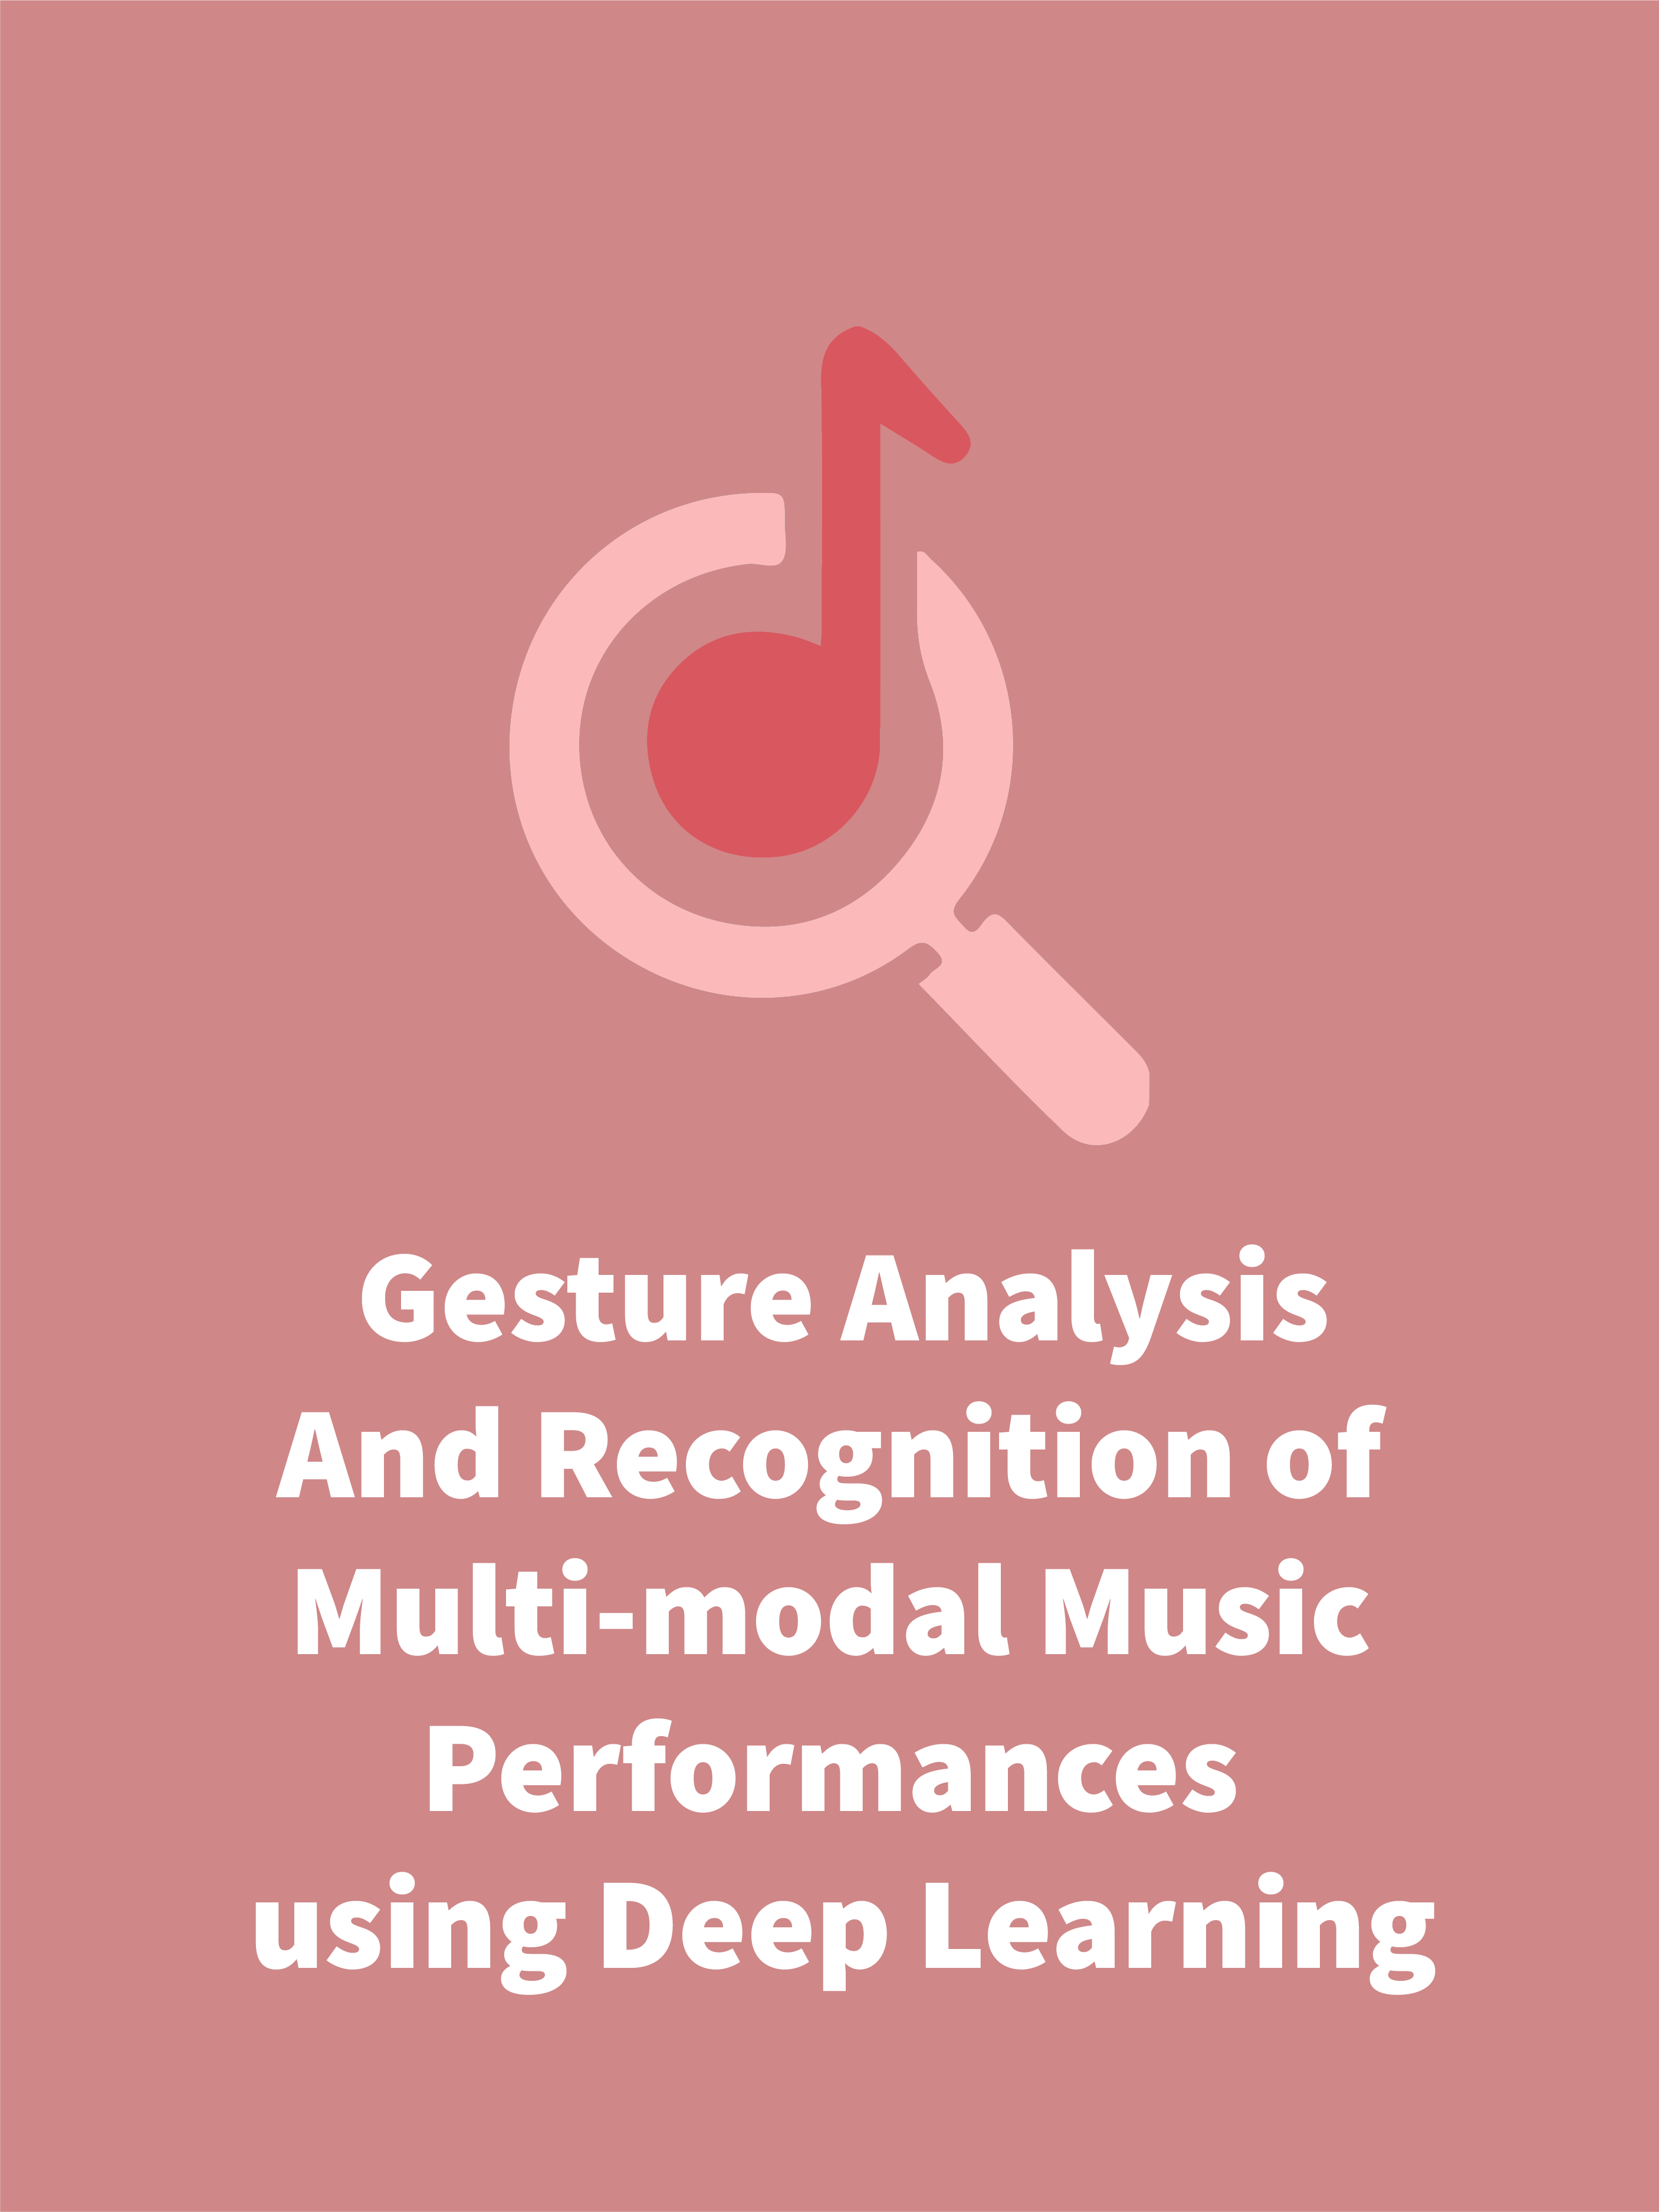 Gesture Analysis
And Recognition of
Multi-modal Music
Performances
using Deep Learning